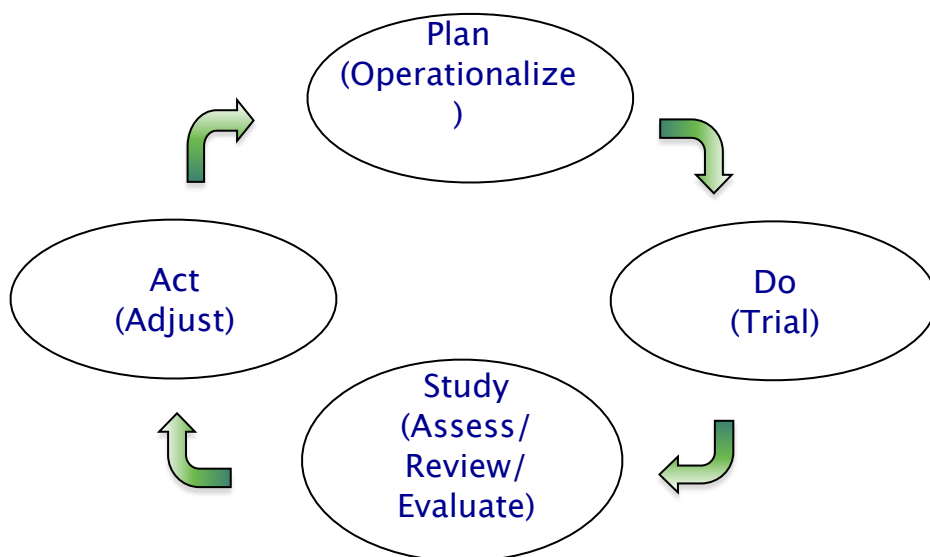 Plan
(Operationalize
)
Act
(Adjust)
Do
(Trial)
Study
(Assess/
Review/
Evaluate)